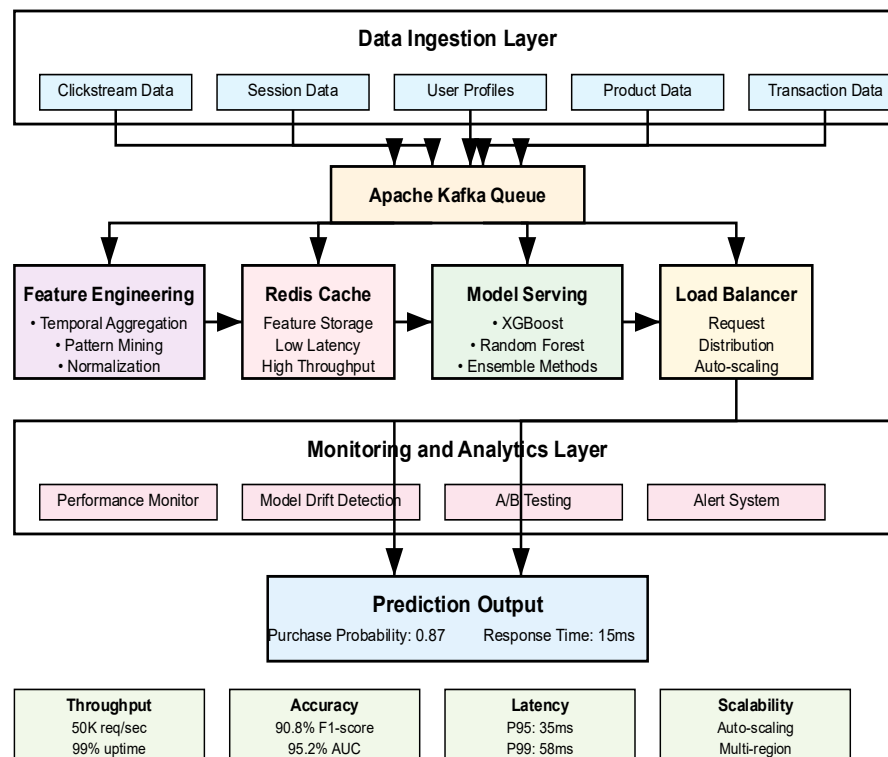 Data Ingestion Layer
Clickstream Data
Session Data
User Profiles
Product Data
Transaction Data
Apache Kafka Queue
Feature Engineering
• Temporal Aggregation
• Pattern Mining
• Normalization
Redis Cache
Feature Storage
Low Latency
High Throughput
Model Serving
• XGBoost
• Random Forest
• Ensemble Methods
Load Balancer
Request
Distribution
Auto-scaling
Monitoring and Analytics Layer
Performance Monitor
Model Drift Detection
A/B Testing
Alert System
Prediction Output
Purchase Probability: 0.87
Response Time: 15ms
Throughput
50K req/sec
99% uptime
Accuracy
90.8% F1-score
95.2% AUC
Latency
P95: 35ms
P99: 58ms
Scalability
Auto-scaling
Multi-region